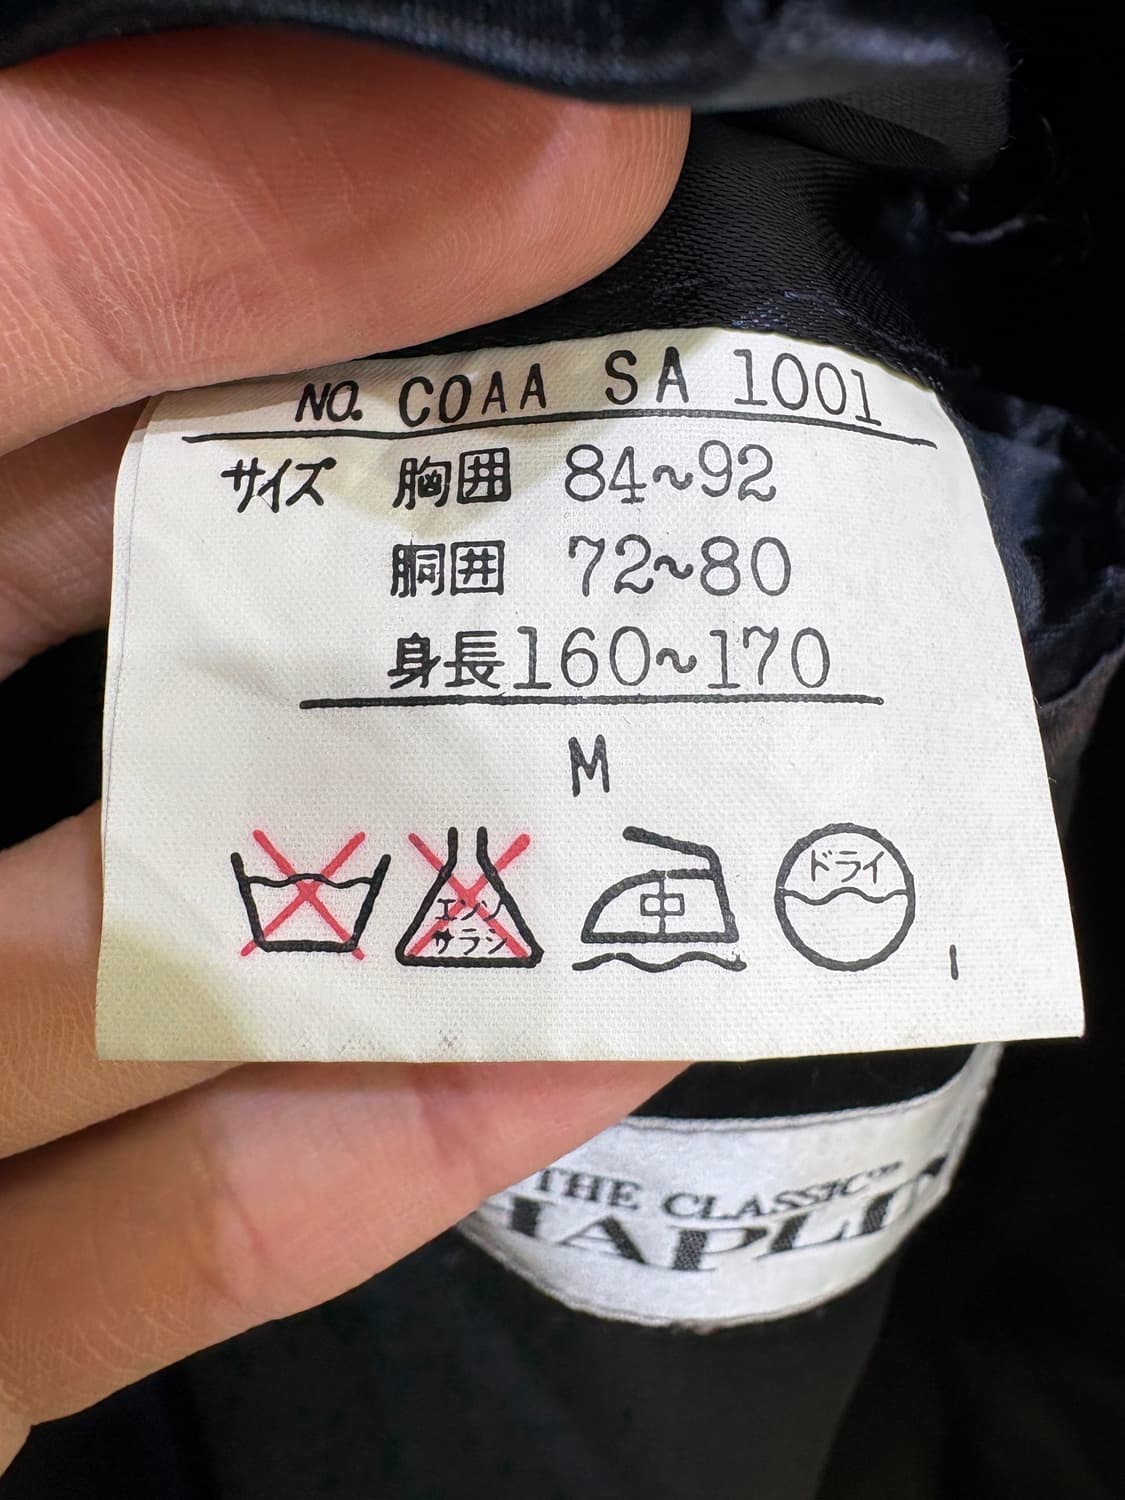 NO. COAA SA 1001
サイズ 胸囲 84~92
胴囲 72~80
身長 160~170
M
中
エンソ
サラシ
ドライ
THE CLASSIC